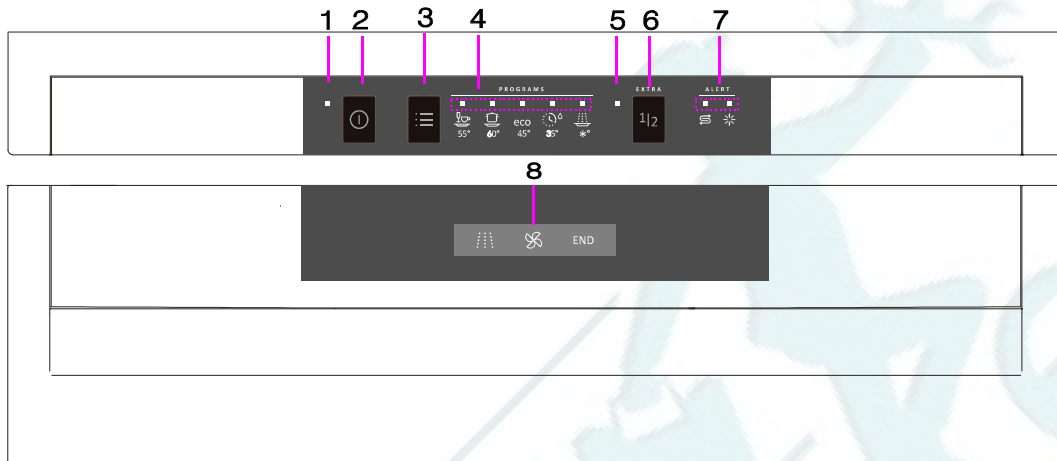 1 2 3 4 5 6 7
PROGRAMS EXTRA ALERT
1|2
eco
55° 60° 45° 35° *°
8
END